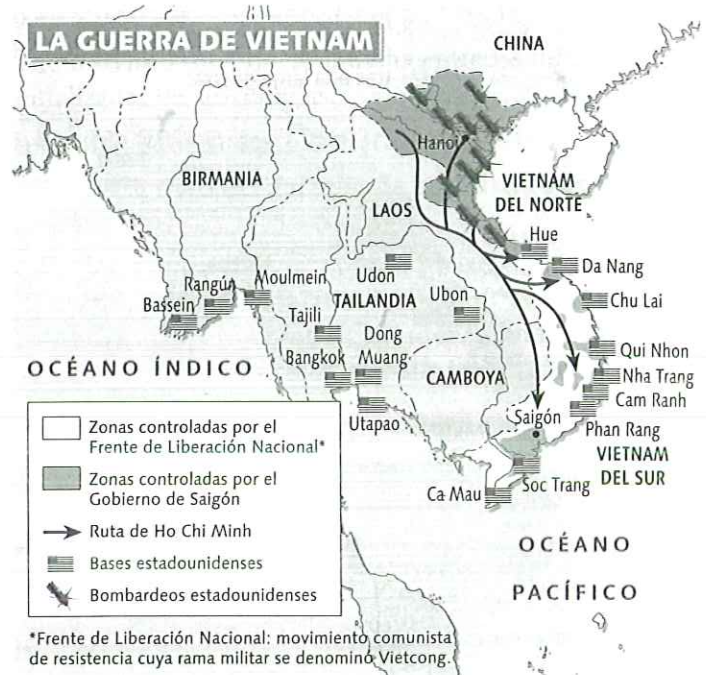 LA GUERRA DE VIETNAM
CHINA
Hanoi
BIRMANIA
VIETNAM
DEL NORTE
LAOS
Hue
Da Nang
Udon
Moulmein
Rangún
Bassein
TAILANDIA
Ubon
Chu Lai
Tajili
Dong
Muang
Bangkok
OCÉANO ÍNDICO
CAMBOYA
Qui Nhon
Nha Trang
Cam Ranh
Utapao
Saigón
Phan Rang
VIETNAM
DEL SUR
Soc Trang
Ca Mau
OCÉANO
PACÍFICO
Zonas controladas por el
Frente de Liberación Nacional*
Zonas controladas por el
Gobierno de Saigón
Ruta de Ho Chi Minh
Bases estadounidenses
Bombardeos estadounidenses
*Frente de Liberación Nacional: movimiento comunista
de resistencia cuya rama militar se denominó Vietcong.